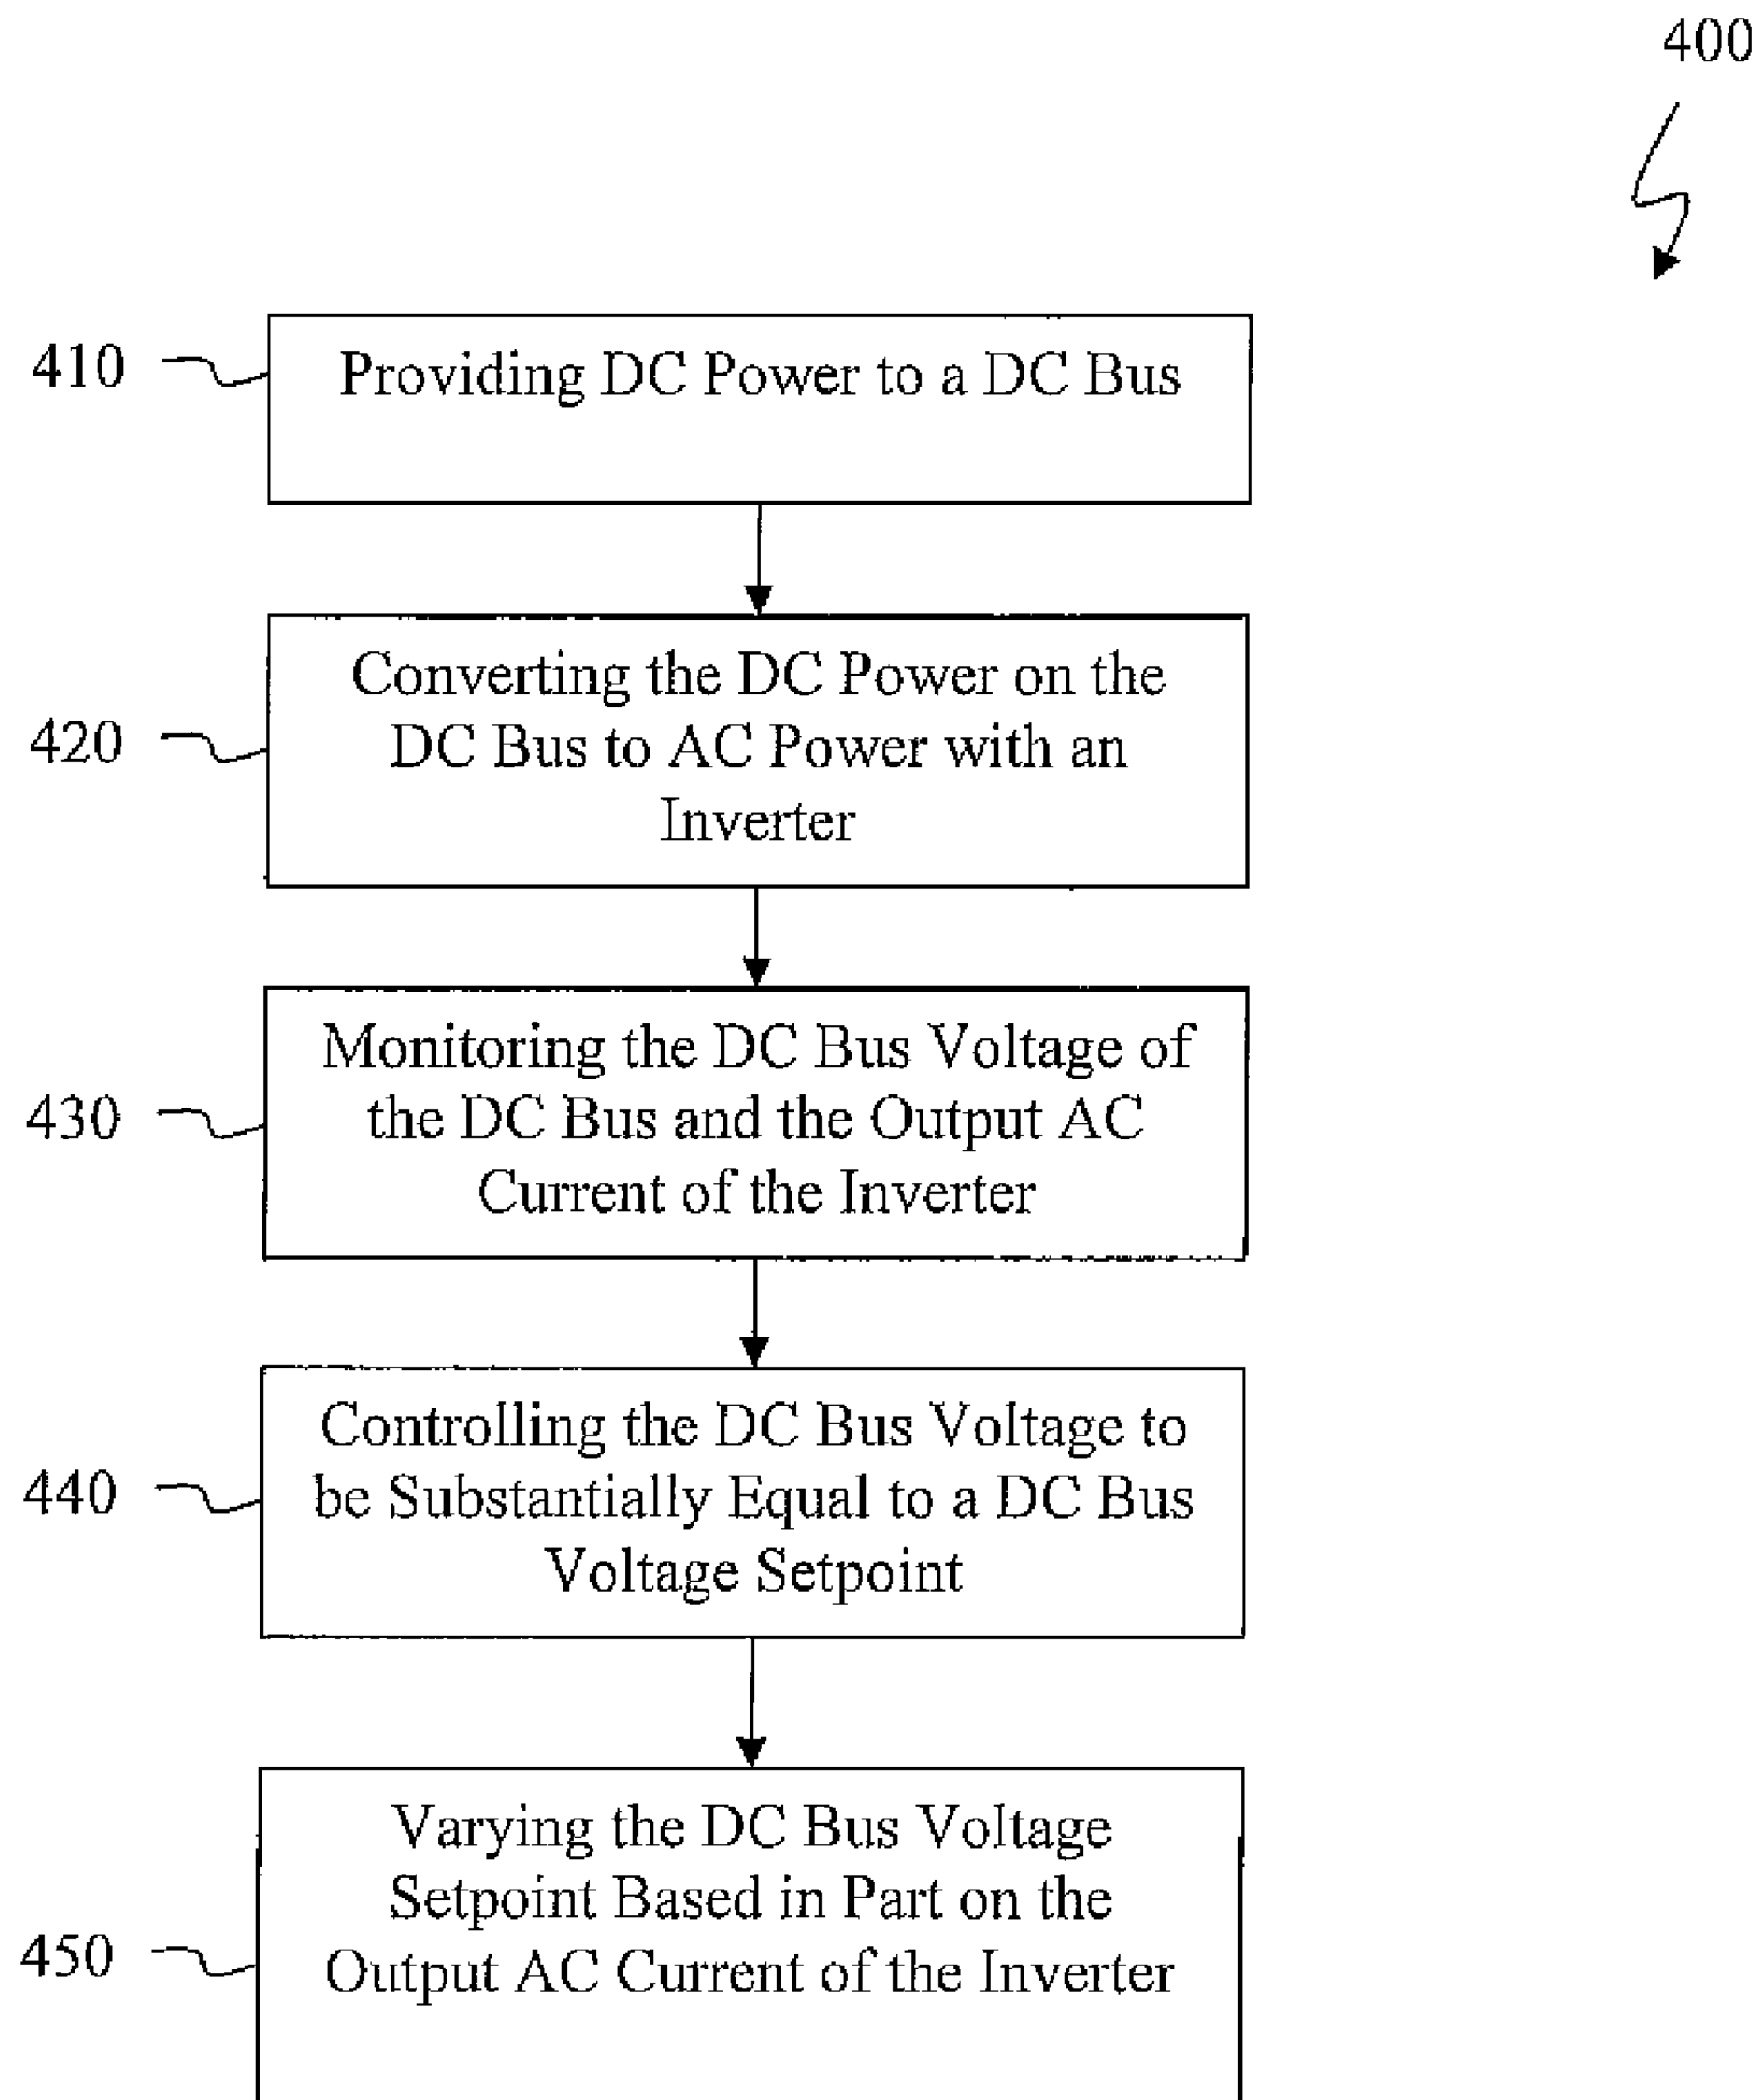 400
410
Providing DC Power to a DC Bus
420
Converting the DC Power on the
DC Bus to AC Power with an
Inverter
430
Monitoring the DC Bus Voltage of
the DC Bus and the Output AC
Current of the Inverter
440
Controlling the DC Bus Voltage to
be Substantially Equal to a DC Bus
Voltage Setpoint
450
Varying the DC Bus Voltage
Setpoint Based in Part on the
Output AC Current of the Inverter